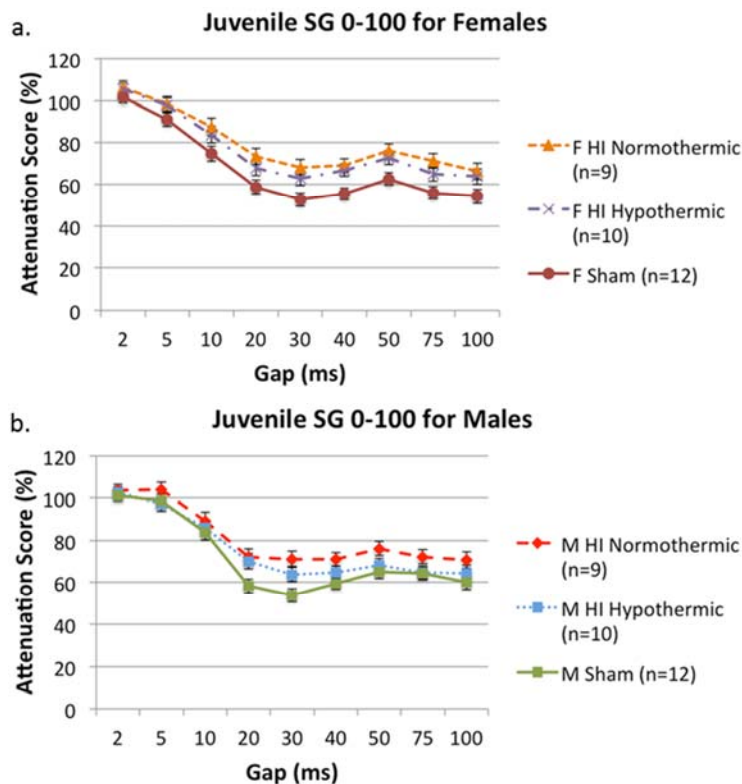 a.
Juvenile SG 0-100 for Females
Attenuation Score (%)
120
100
80
60
40
20
0
2 5 10 20 30 40 50 75 100
Gap (ms)
F HI Normothermic
(n=9)
F HI Hypothermic
(n=10)
F Sham (n=12)
b.
Juvenile SG 0-100 for Males
Attenuation Score (%)
120
100
80
60
40
20
0
2 5 10 20 30 40 50 75 100
Gap (ms)
M HI Normothermic
(n=9)
M HI Hypothermic
(n=10)
M Sham (n=12)